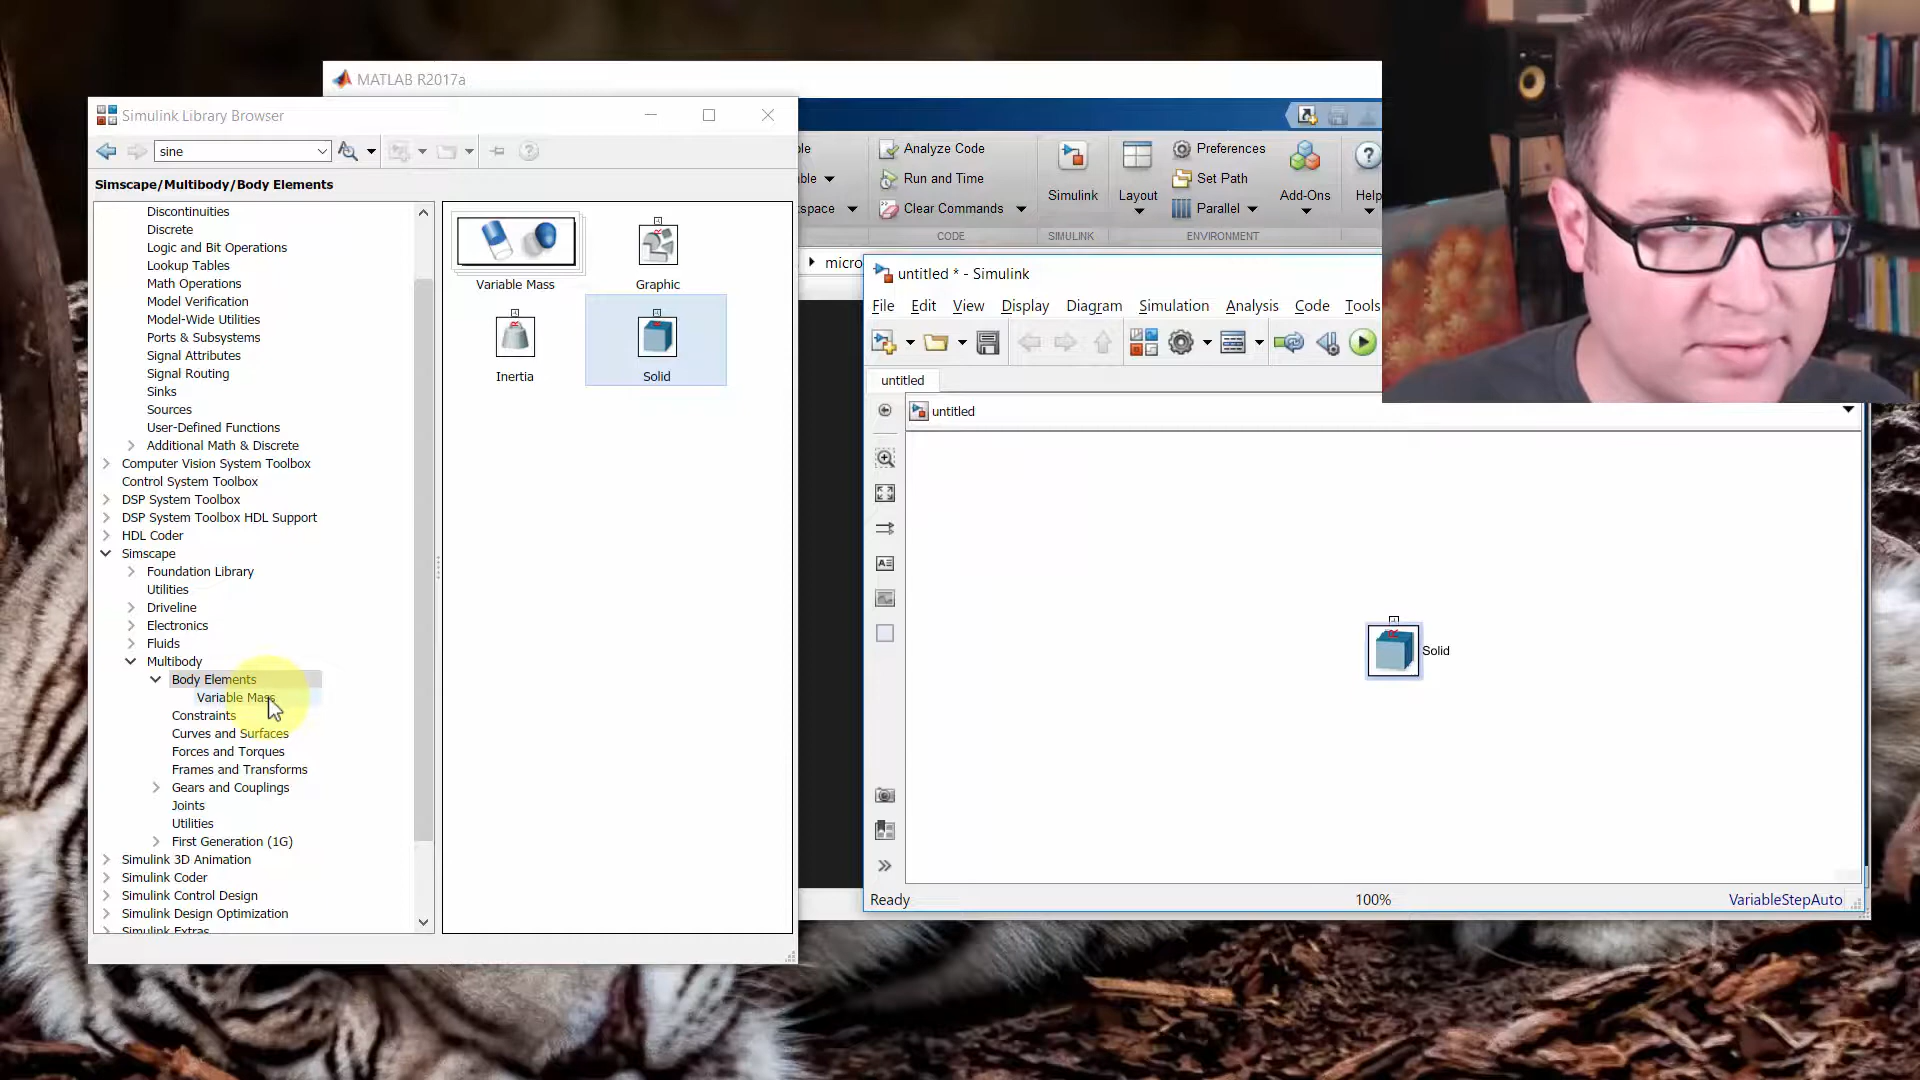 MATLAB R2017a
Simulink Library Browser
sine
Simscape/Multibody/Body Elements
Discontinuities
Discrete
Logic and Bit Operations
Lookup Tables
Math Operations
Model Verification
Model-Wide Utilities
Ports & Subsystems
Signal Attributes
Signal Routing
Sinks
Sources
User-Defined Functions
Additional Math & Discrete
Computer Vision System Toolbox
Control System Toolbox
DSP System Toolbox
DSP System Toolbox HDL Support
HDL Coder
Simscape
Foundation Library
Utilities
Driveline
Electronics
Fluids
Multibody
Body Elements
Variable Mass
Constraints
Curves and Surfaces
Forces and Torques
Frames and Transforms
Gears and Couplings
Joints
Utilities
First Generation (1G)
Simulink 3D Animation
Simulink Coder
Simulink Control Design
Simulink Design Optimization
Simulink Extras
Variable Mass
Graphic
Inertia
Solid
ble
able
space
Analyze Code
Run and Time
Clear Commands
CODE
Simulink
SIMULINK
Layout
Preferences
Set Path
Parallel
ENVIRONMENT
Add-Ons
Help
micro
untitled * - Simulink
File Edit View Display Diagram Simulation Analysis Code Tools
untitled
untitled
Solid
Ready
100%
VariableStepAuto